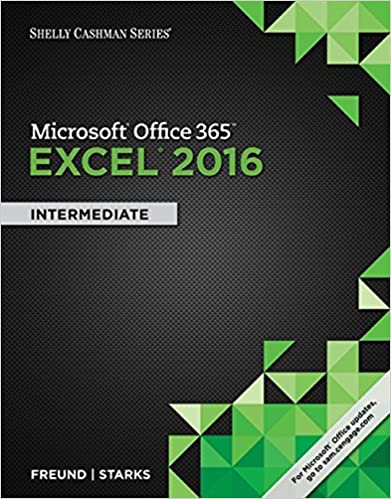 SHELLY CASHMAN SERIES®
Microsoft® Office 365™
EXCEL® 2016
INTERMEDIATE
For Microsoft® Office updates,
go to sam.cengage.com
FREUND | STARKS